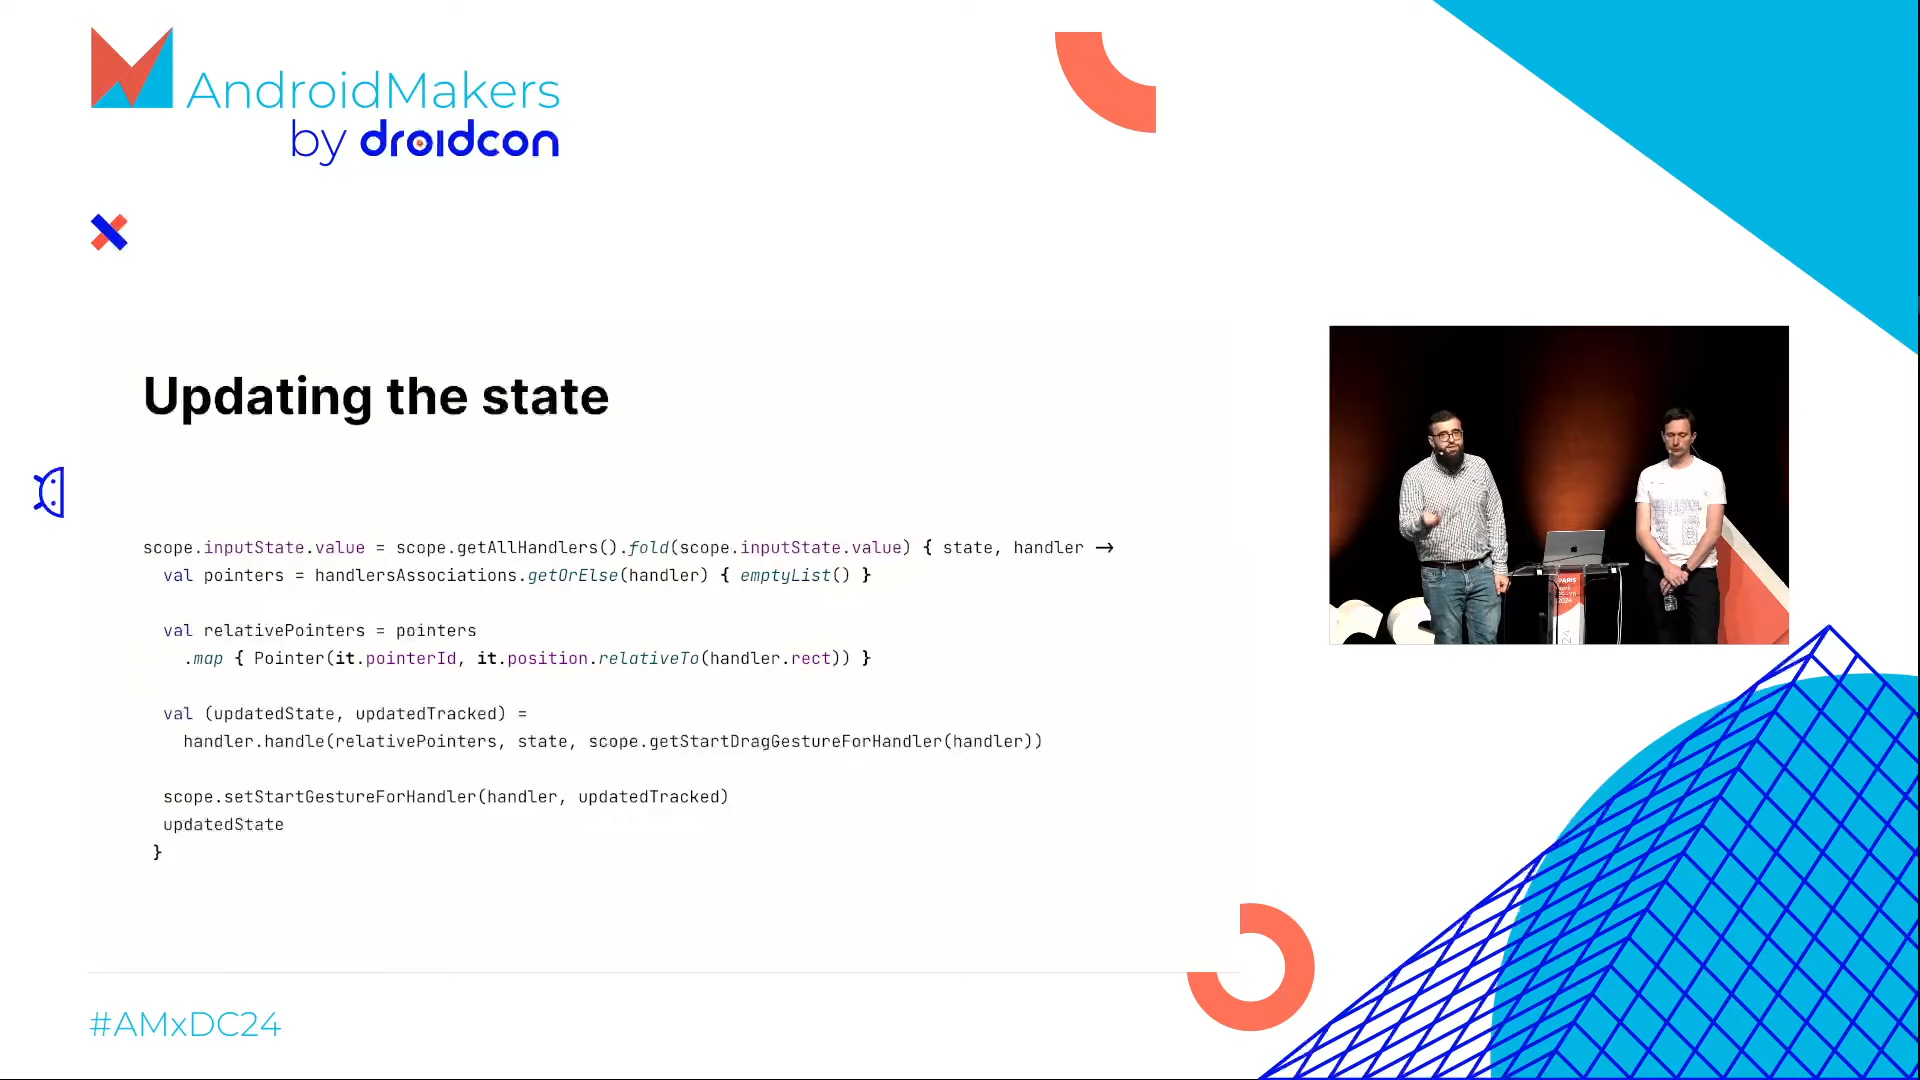 AndroidMakers
by droidcon
Updating the state
scope.inputState.value = scope.getAllHandlers().fold(scope.inputState.value) { state, handler →
val pointers = handlersAssociations.getOrElse(handler) { emptyList() }
val relativePointers = pointers
.map { Pointer(it.pointerId, it.position.relativeTo(handler.rect)) }
val (updatedState, updatedTracked) =
handler.handle(relativePointers, state, scope.getStartDragGestureForHandler(handler))
scope.setStartGestureForHandler(handler, updatedTracked)
updatedState
}
PARIS
2024
#AMxDC24